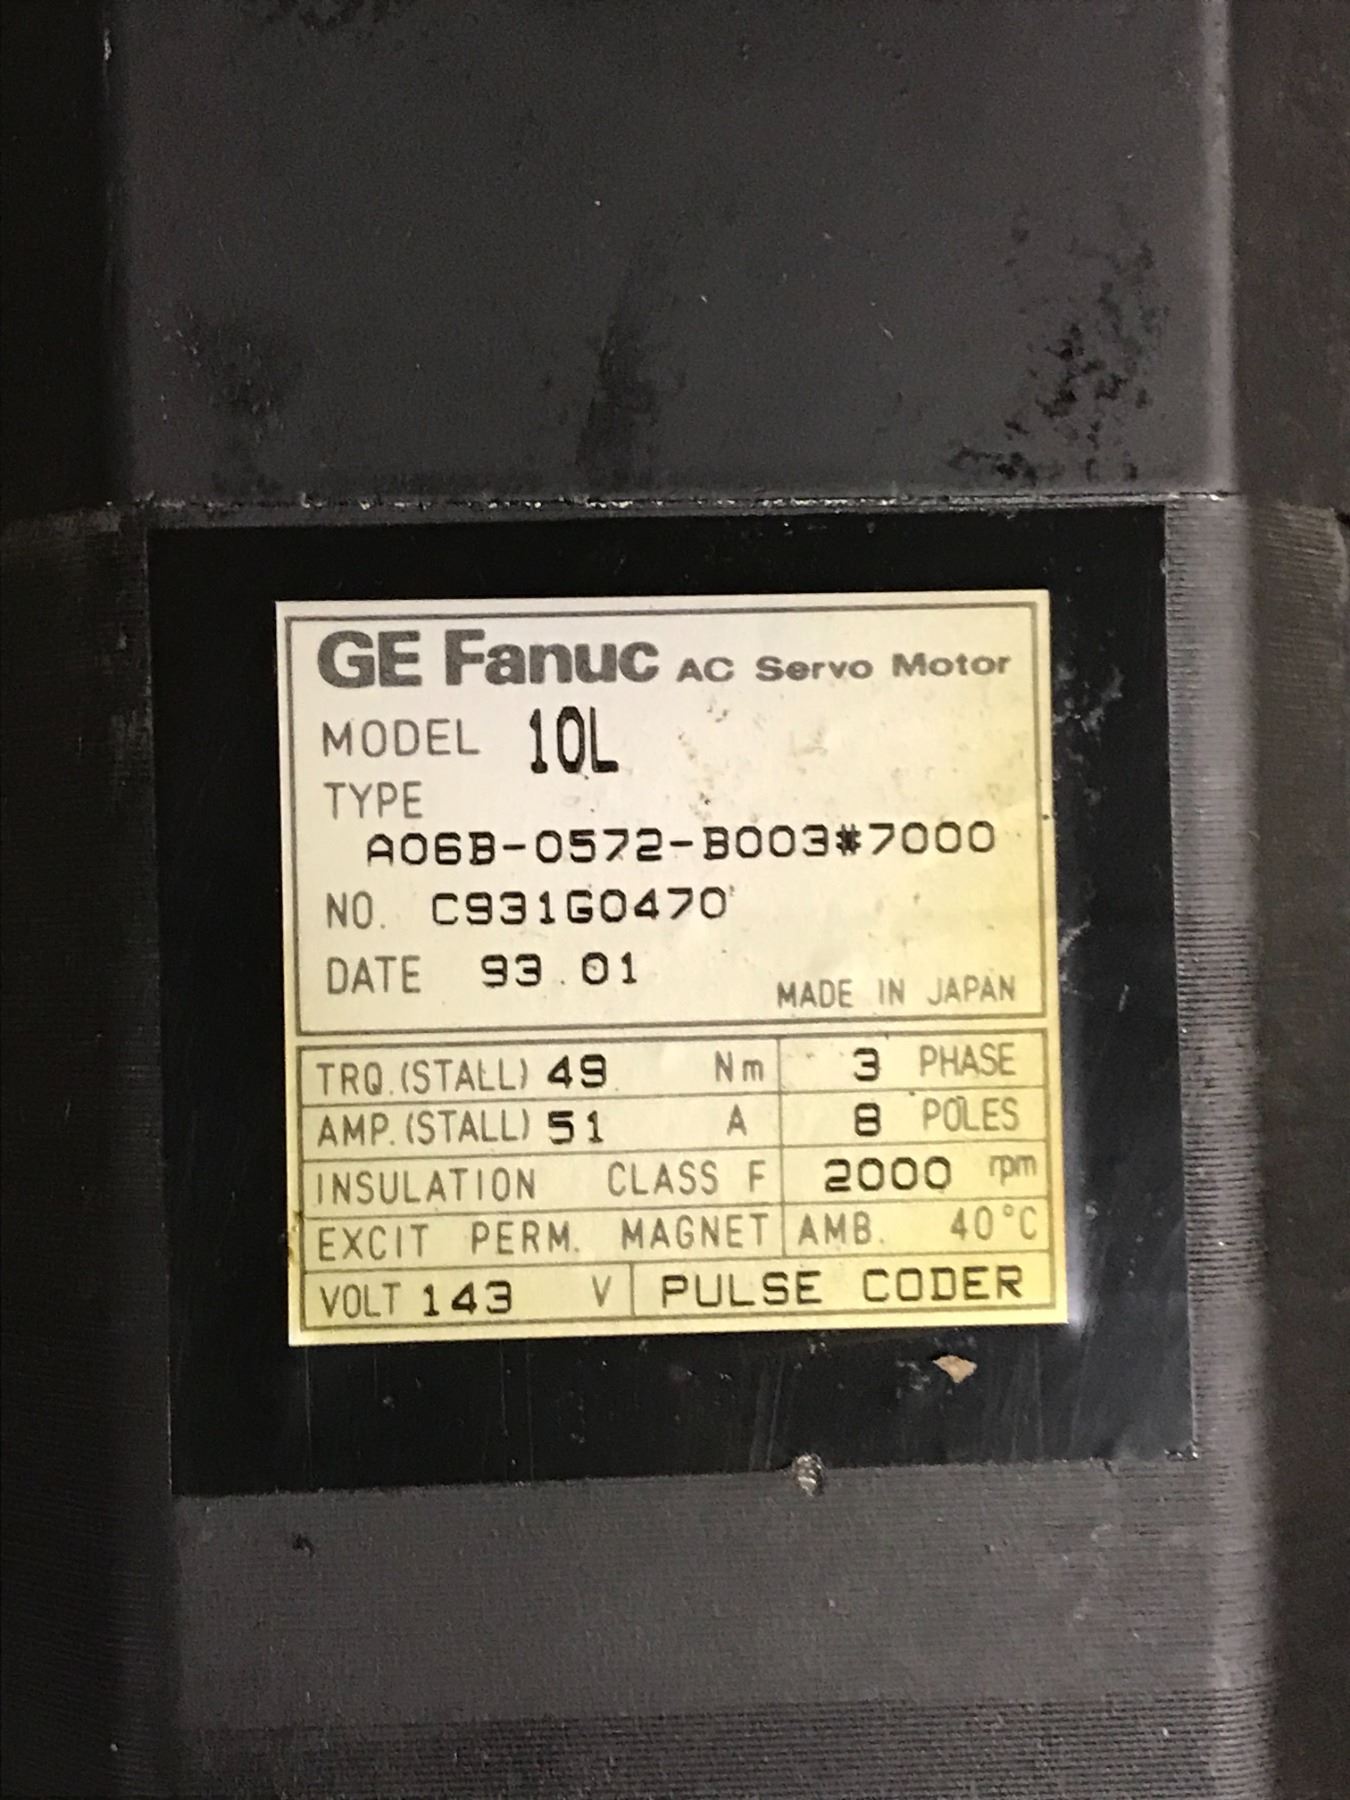 GE Fanuc AC Servo Motor
MODEL 10L
TYPE
A06B-0572-B003#7000
NO. C931G0470
DATE 93.01
MADE IN JAPAN
TRQ.(STALL) 49 Nm 3 PHASE
AMP.(STALL) 51 A 8 POLES
INSULATION CLASS F 2000 rpm
EXCIT PERM. MAGNET AMB. 40°C
VOLT 143 V PULSE CODER